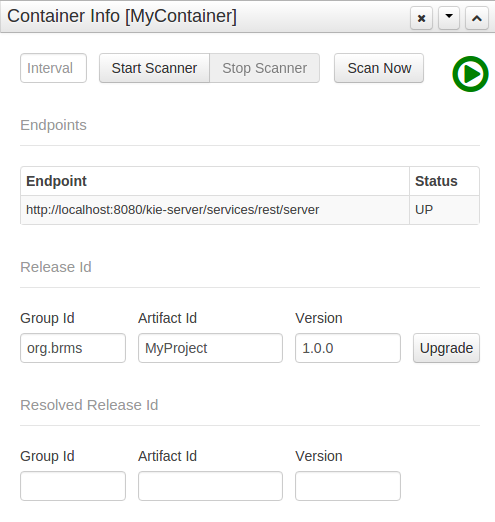 Container Info [MyContainer]
Interval Start Scanner Stop Scanner Scan Now
Endpoints
Endpoint Status
http://localhost:8080/kie-server/services/rest/server UP
Release Id
Group Id Artifact Id Version
org.brms MyProject 1.0.0 Upgrade
Resolved Release Id
Group Id Artifact Id Version